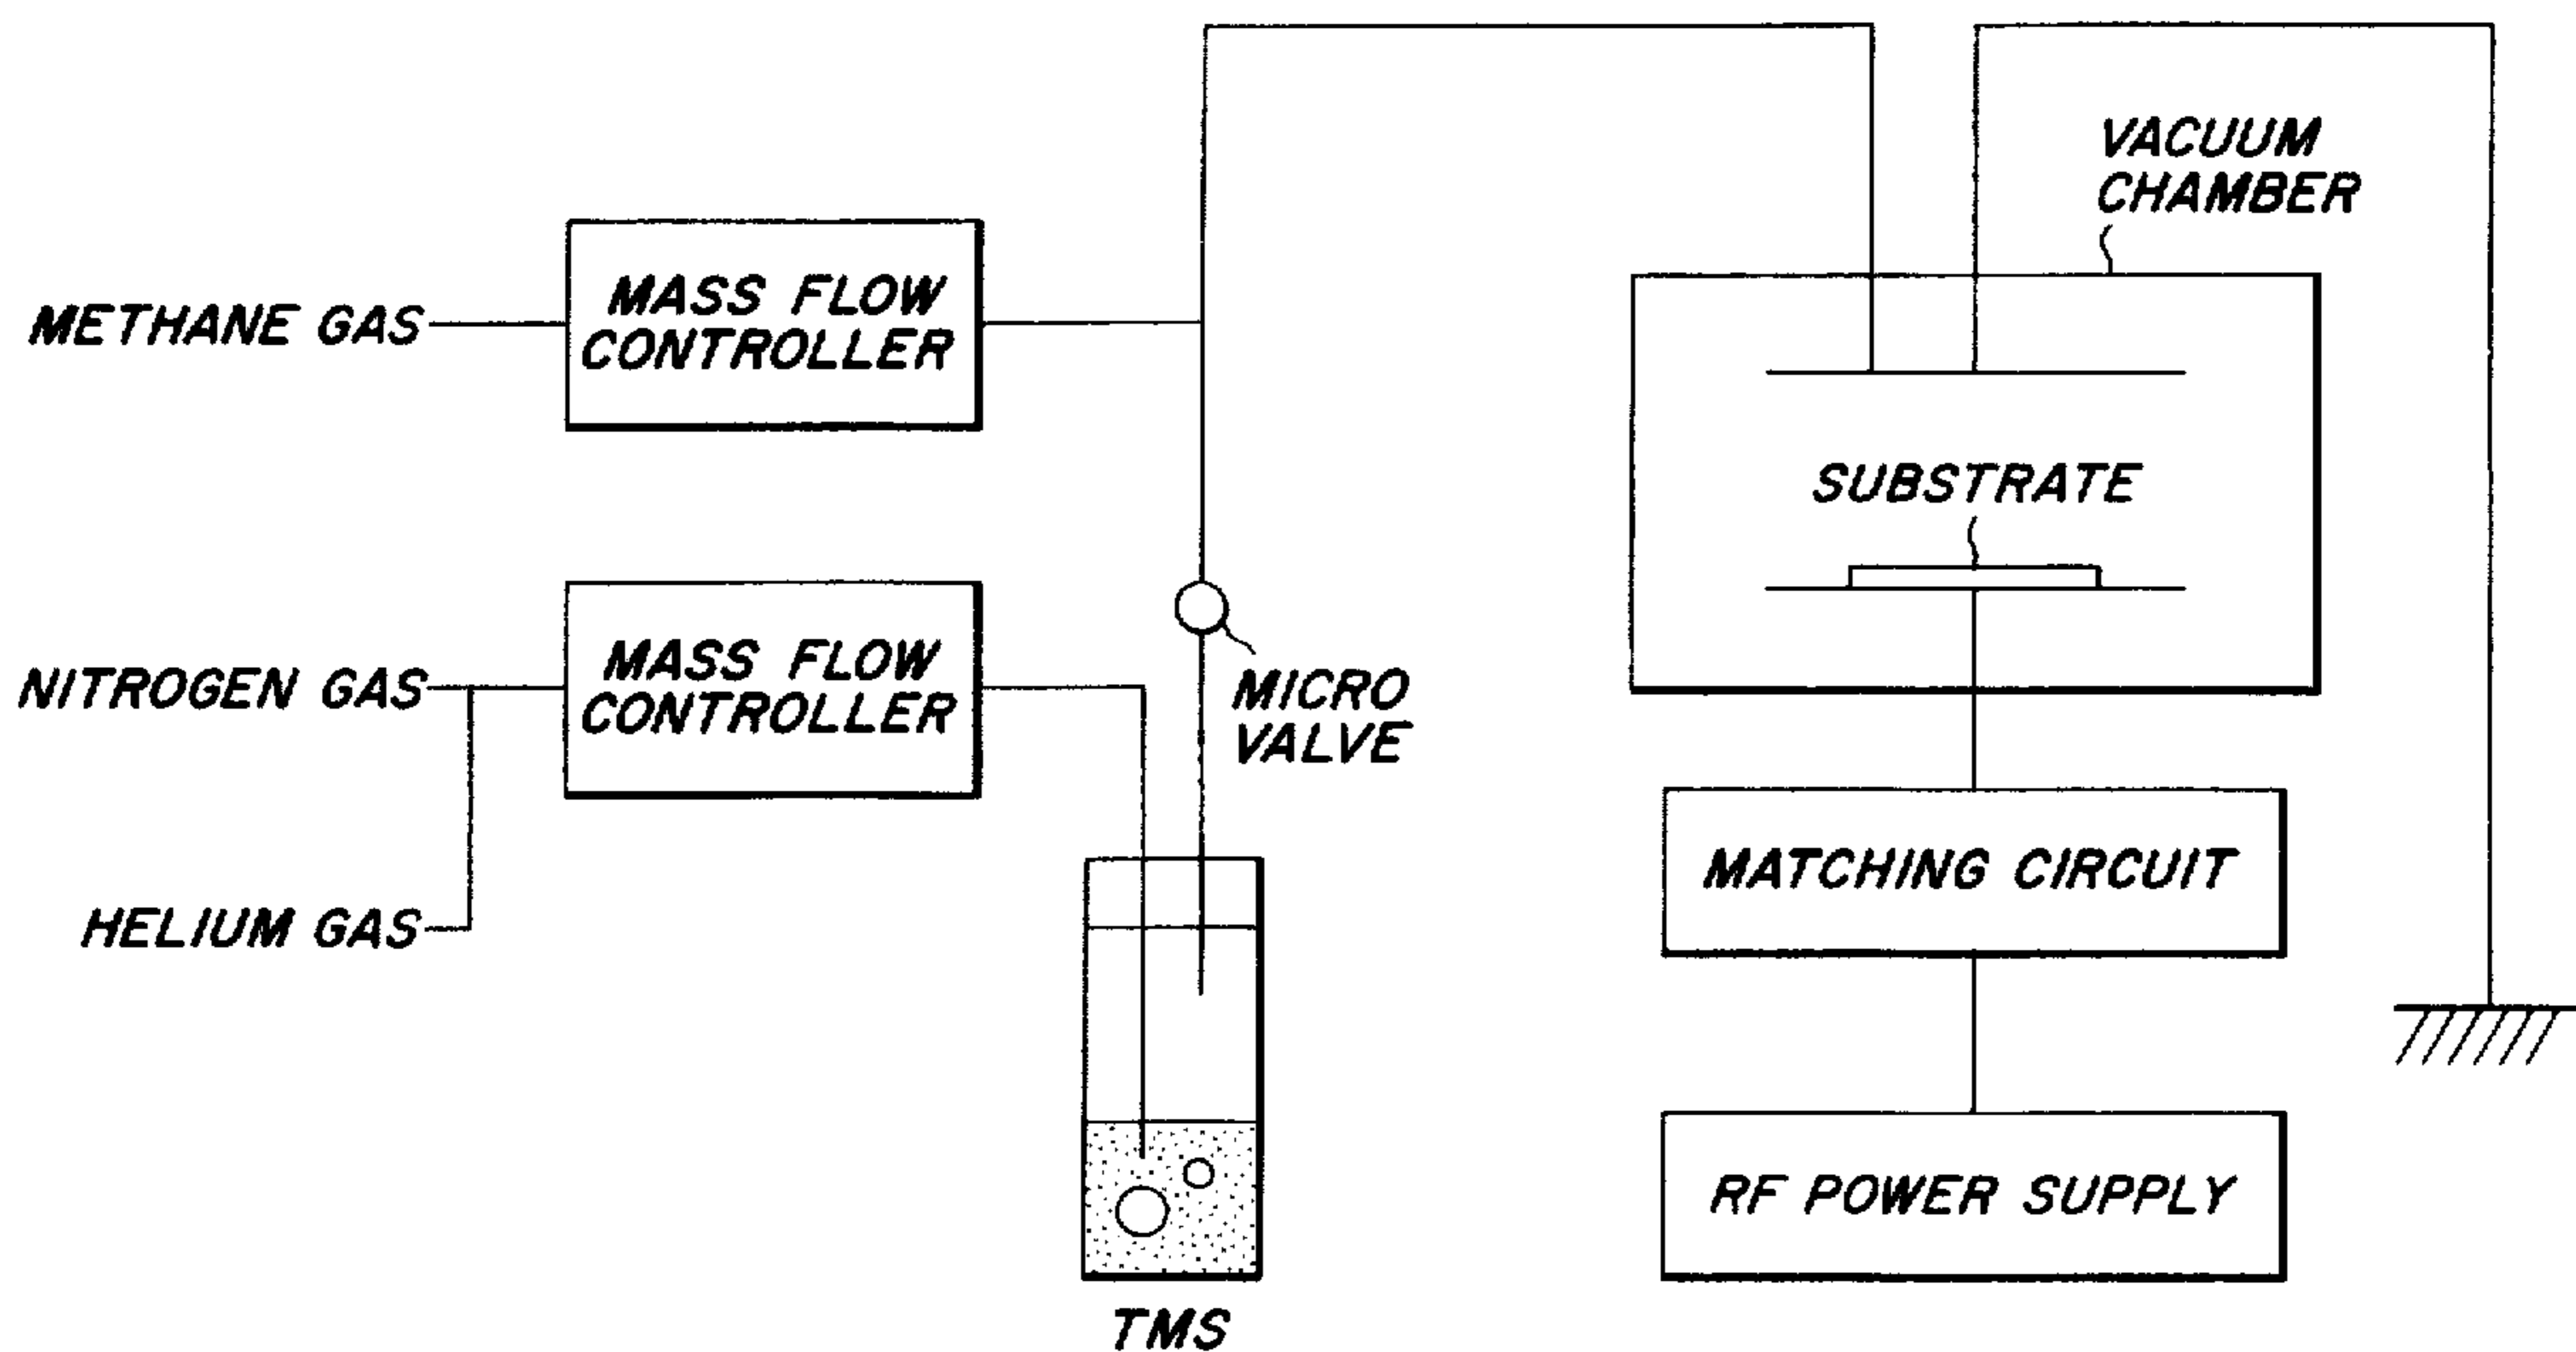 VACUUM
CHAMBER
METHANE GAS
MASS FLOW
CONTROLLER
SUBSTRATE
NITROGEN GAS
MASS FLOW
CONTROLLER
MICRO
VALVE
HELIUM GAS
MATCHING CIRCUIT
RF POWER SUPPLY
TMS